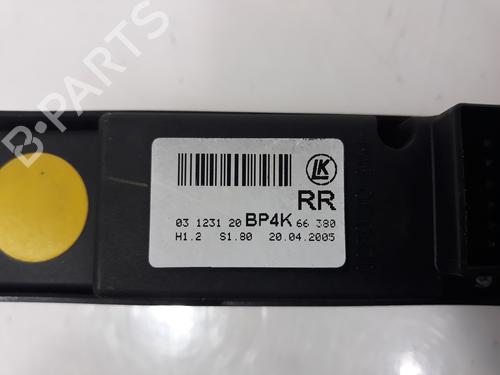 B-PARTS
LK
RR
03 1231 20 BP4K 66 380
H1.2 S1.80 20.04.2005